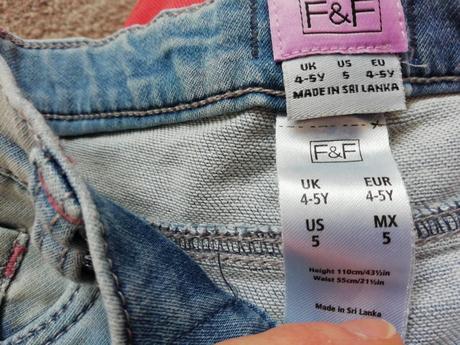 F&F
UK US EU
4-5Y 5 4-5Y
MADE IN SRI LANKA
F&F
UK EUR
4-5Y 4-5Y
US MX
5 5
Height 110cm/43½in
Waist 55cm/21½in
Made in Sri Lanka